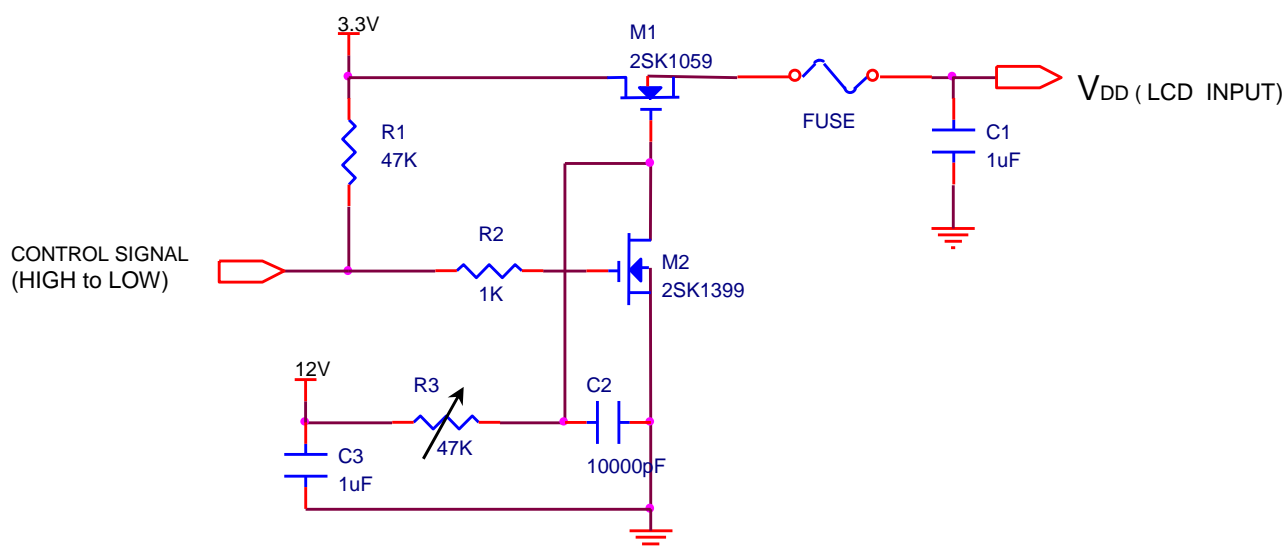 3.3V
M1
2SK1059
FUSE
VDD ( LCD INPUT)
R1
47K
C1
1uF
CONTROL SIGNAL
(HIGH to LOW)
R2
1K
M2
2SK1399
12V
R3
47K
C2
10000pF
C3
1uF